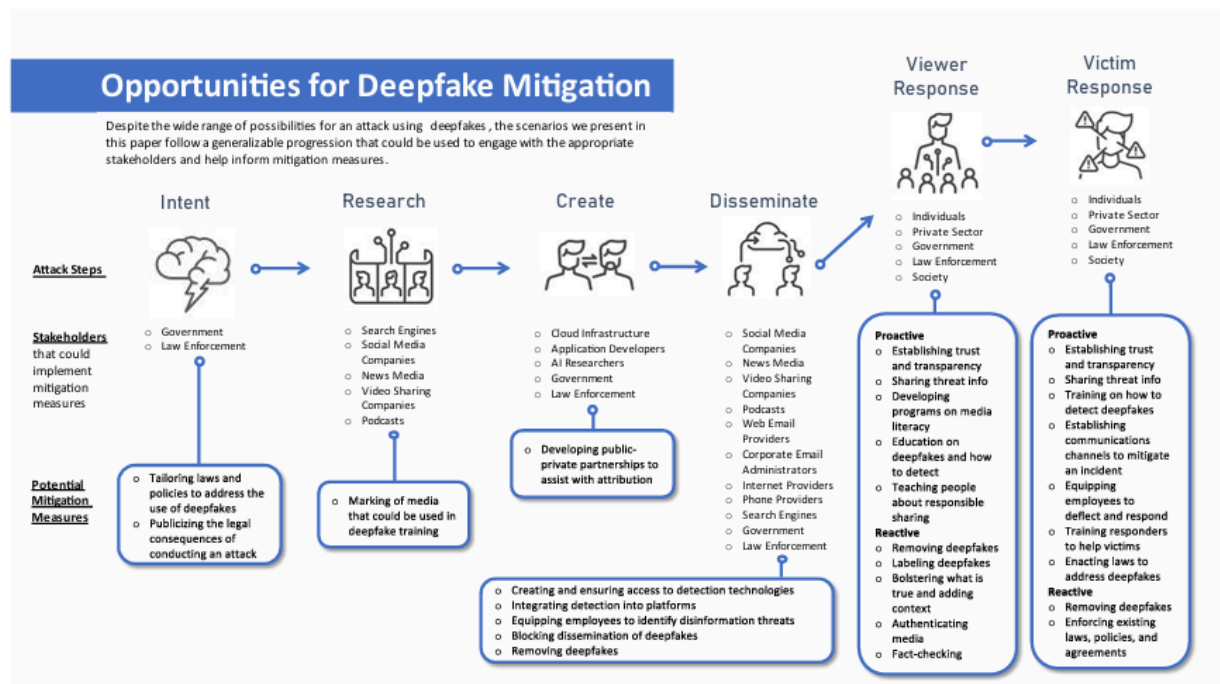 Opportunities for Deepfake Mitigation
Despite the wide range of possibilities for an attack using deepfakes, the scenarios we present in
this paper follow a generalizable progression that could be used to engage with the appropriate
stakeholders and help inform mitigation measures.
Attack Steps
Stakeholders
that could
implement
mitigation
measures
Potential
Mitigation
Measures
Intent
o Government
o Law Enforcement
o Tailoring laws and
policies to address the
use of deepfakes
o Publicizing the legal
consequences of
conducting an attack
Research
o Search Engines
o Social Media
Companies
o News Media
o Video Sharing
Companies
o Podcasts
o Marking of media
that could be used in
deepfake training
Create
o Cloud Infrastructure
o Application Developers
o AI Researchers
o Government
o Law Enforcement
o Developing public-
private partnerships to
assist with attribution
Disseminate
o Social Media
Companies
o News Media
o Video Sharing
Companies
o Podcasts
o Web Email
Providers
o Corporate Email
Administrators
o Internet Providers
o Phone Providers
o Search Engines
o Government
o Law Enforcement
o Creating and ensuring access to detection technologies
o Integrating detection into platforms
o Equipping employees to identify disinformation threats
o Blocking dissemination of deepfakes
o Removing deepfakes
Viewer
Response
o Individuals
o Private Sector
o Government
o Law Enforcement
o Society
Proactive
o Establishing trust
and transparency
o Sharing threat info
o Developing
programs on media
literacy
o Education on
deepfakes and how
to detect
o Teaching people
about responsible
sharing
Reactive
o Removing deepfakes
o Labeling deepfakes
o Bolstering what is
true and adding
context
o Authenticating
media
o Fact-checking
Victim
Response
o Individuals
o Private Sector
o Government
o Law Enforcement
o Society
Proactive
o Establishing trust
and transparency
o Sharing threat info
o Training on how to
detect deepfakes
o Establishing
communications
channels to mitigate
an incident
o Equipping
employees to
deflect and respond
o Training responders
to help victims
o Enacting laws to
address deepfakes
Reactive
o Removing deepfakes
o Enforcing existing
laws, policies, and
agreements